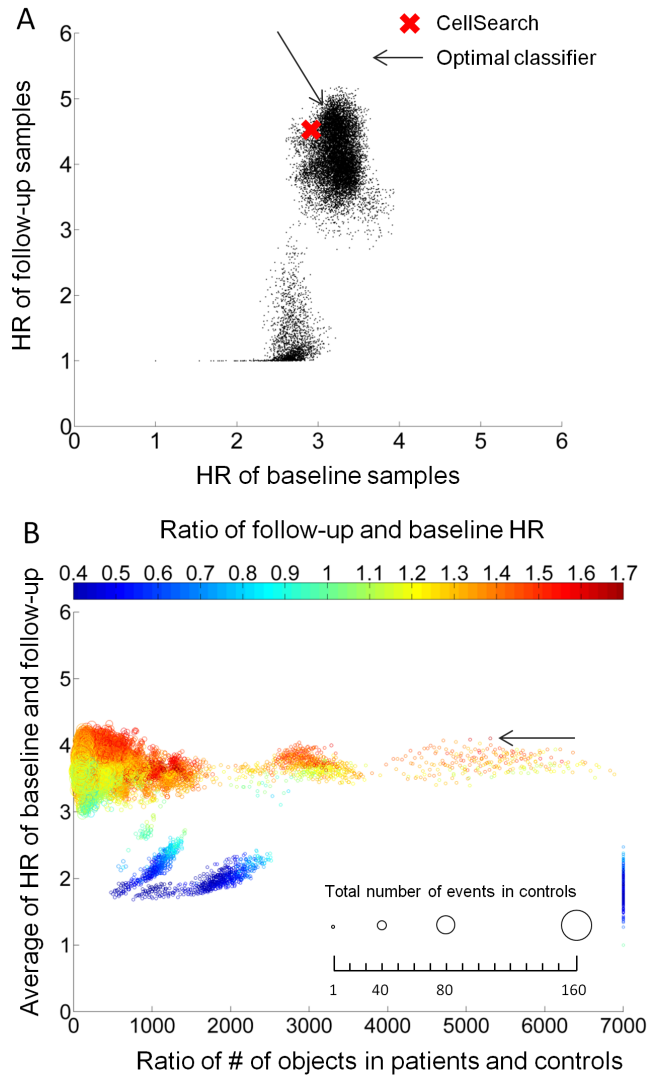 A
CellSearch
Optimal classifier
HR of follow-up samples
6
5
4
3
2
1
0
0 1 2 3 4 5 6
HR of baseline samples
B
Ratio of follow-up and baseline HR
0.4 0.5 0.6 0.7 0.8 0.9 1 1.1 1.2 1.3 1.4 1.5 1.6 1.7
Average of HR of baseline and follow-up
6
5
4
3
2
1
0
Total number of events in controls
1 40 80 160
0 1000 2000 3000 4000 5000 6000 7000
Ratio of # of objects in patients and controls